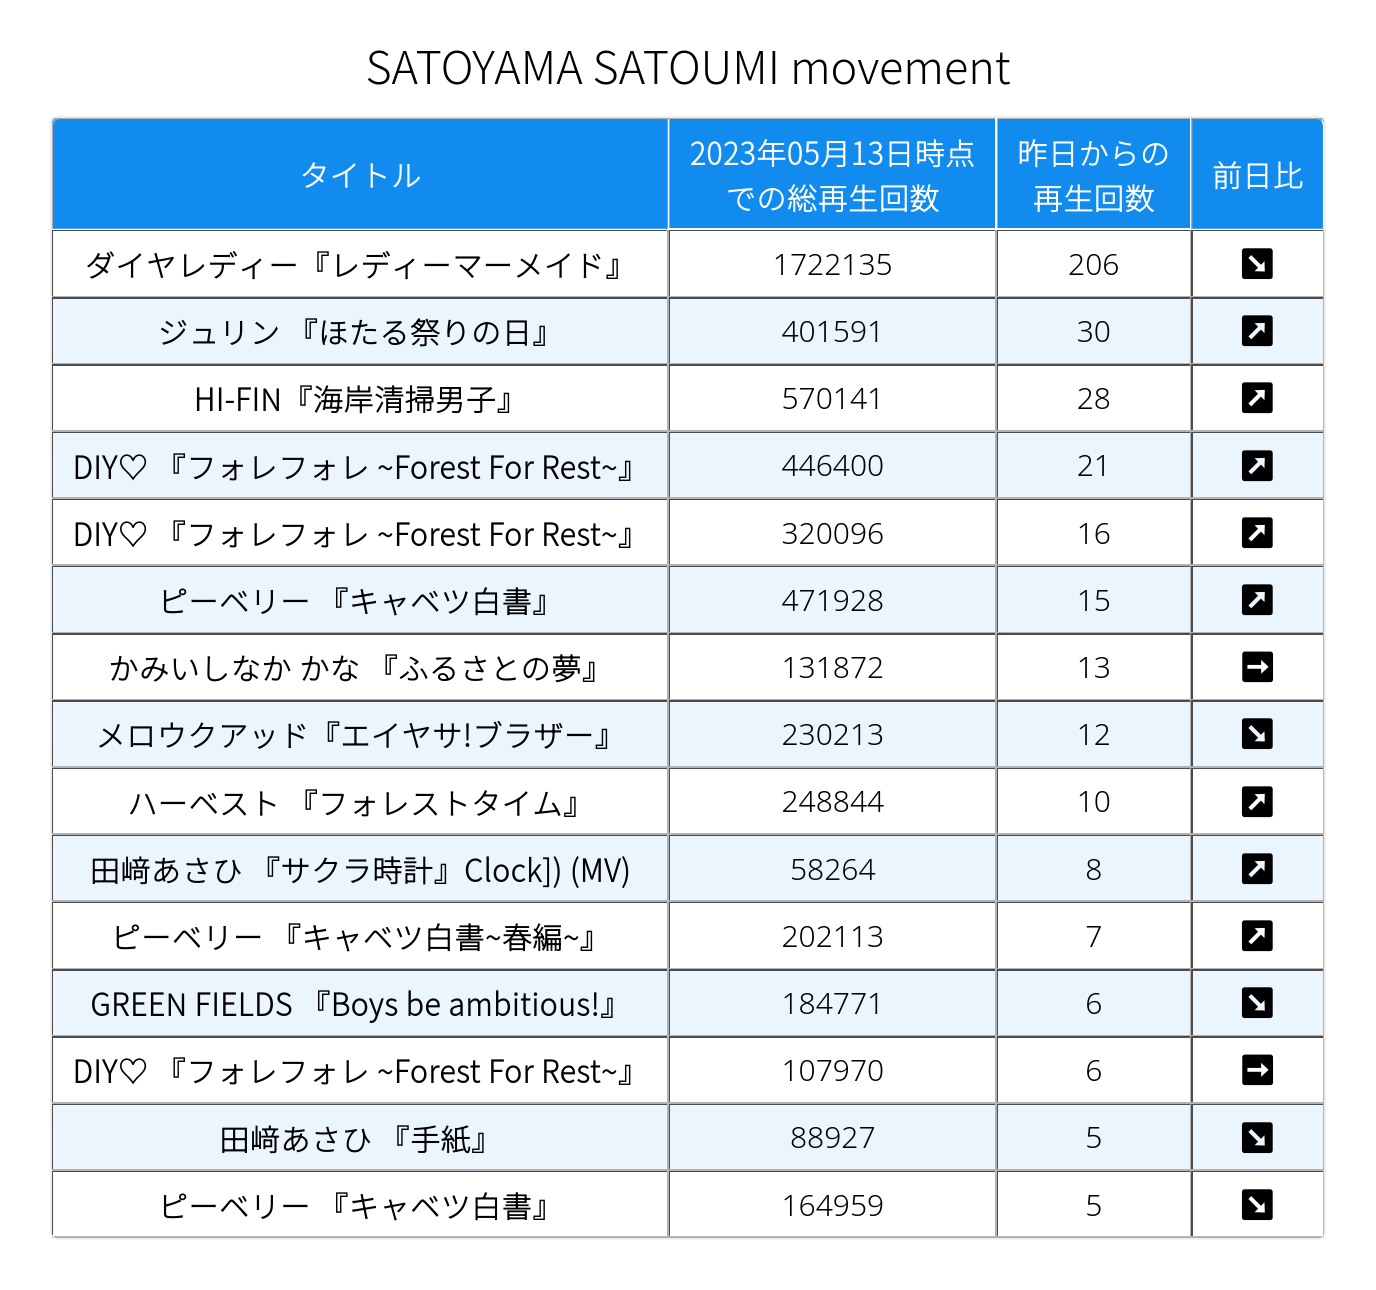 SATOYAMA SATOUMI movement
タイトル 2023年05月13日時点での総再生回数 昨日からの再生回数 前日比
ダイヤレディー『レディーマーメイド』 1722135 206 ↘
ジュリン 『ほたる祭りの日』 401591 30 ↗
HI-FIN『海岸清掃男子』 570141 28 ↗
DIY♡ 『フォレフォレ ~Forest For Rest~』 446400 21 ↗
DIY♡ 『フォレフォレ ~Forest For Rest~』 320096 16 ↗
ピーベリー 『キャベツ白書』 471928 15 ↗
かみいしなか かな 『ふるさとの夢』 131872 13 →
メロウクアッド『エイヤサ!ブラザー』 230213 12 ↘
ハーベスト 『フォレストタイム』 248844 10 ↗
田﨑あさひ 『サクラ時計』Clock]) (MV) 58264 8 ↗
ピーベリー 『キャベツ白書~春編~』 202113 7 ↗
GREEN FIELDS 『Boys be ambitious!』 184771 6 ↘
DIY♡ 『フォレフォレ ~Forest For Rest~』 107970 6 →
田﨑あさひ 『手紙』 88927 5 ↘
ピーベリー 『キャベツ白書』 164959 5 ↘